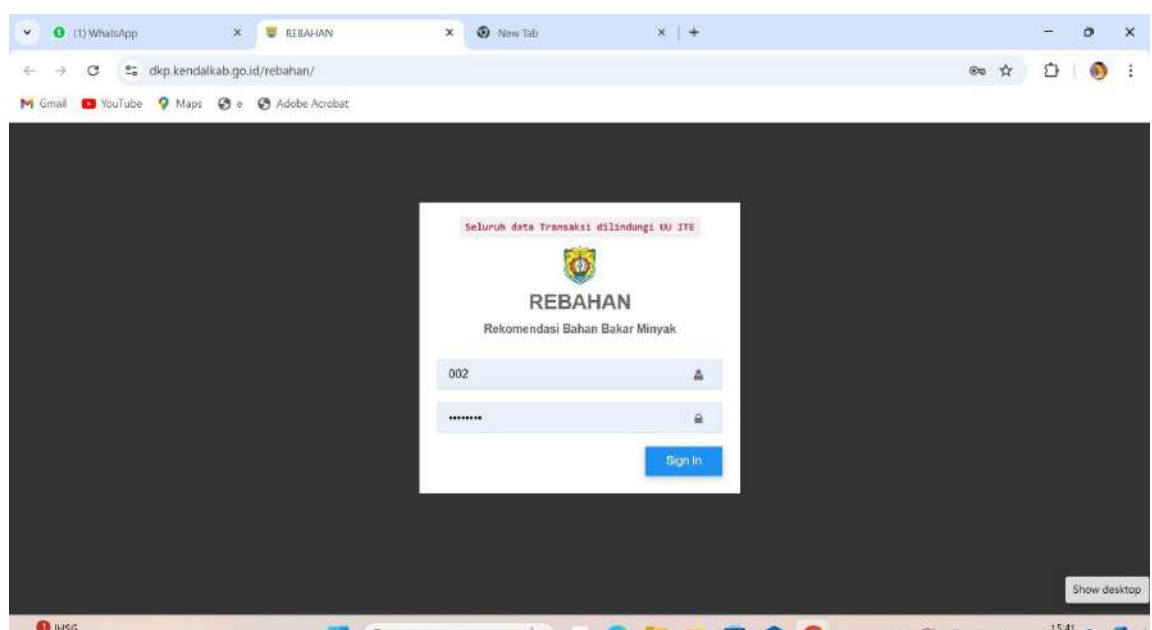 (1) WhatsApp
REBAHAN
New Tab
dkp.kendalkab.go.id/rebahan/
Gmail YouTube Maps e Adobe Acrobat
Seluruh data Transaksi dilindungi UU ITE
REBAHAN
Rekomendasi Bahan Bakar Minyak
002
••••••••
Sign In
Show desktop
1 IHSG
15:41